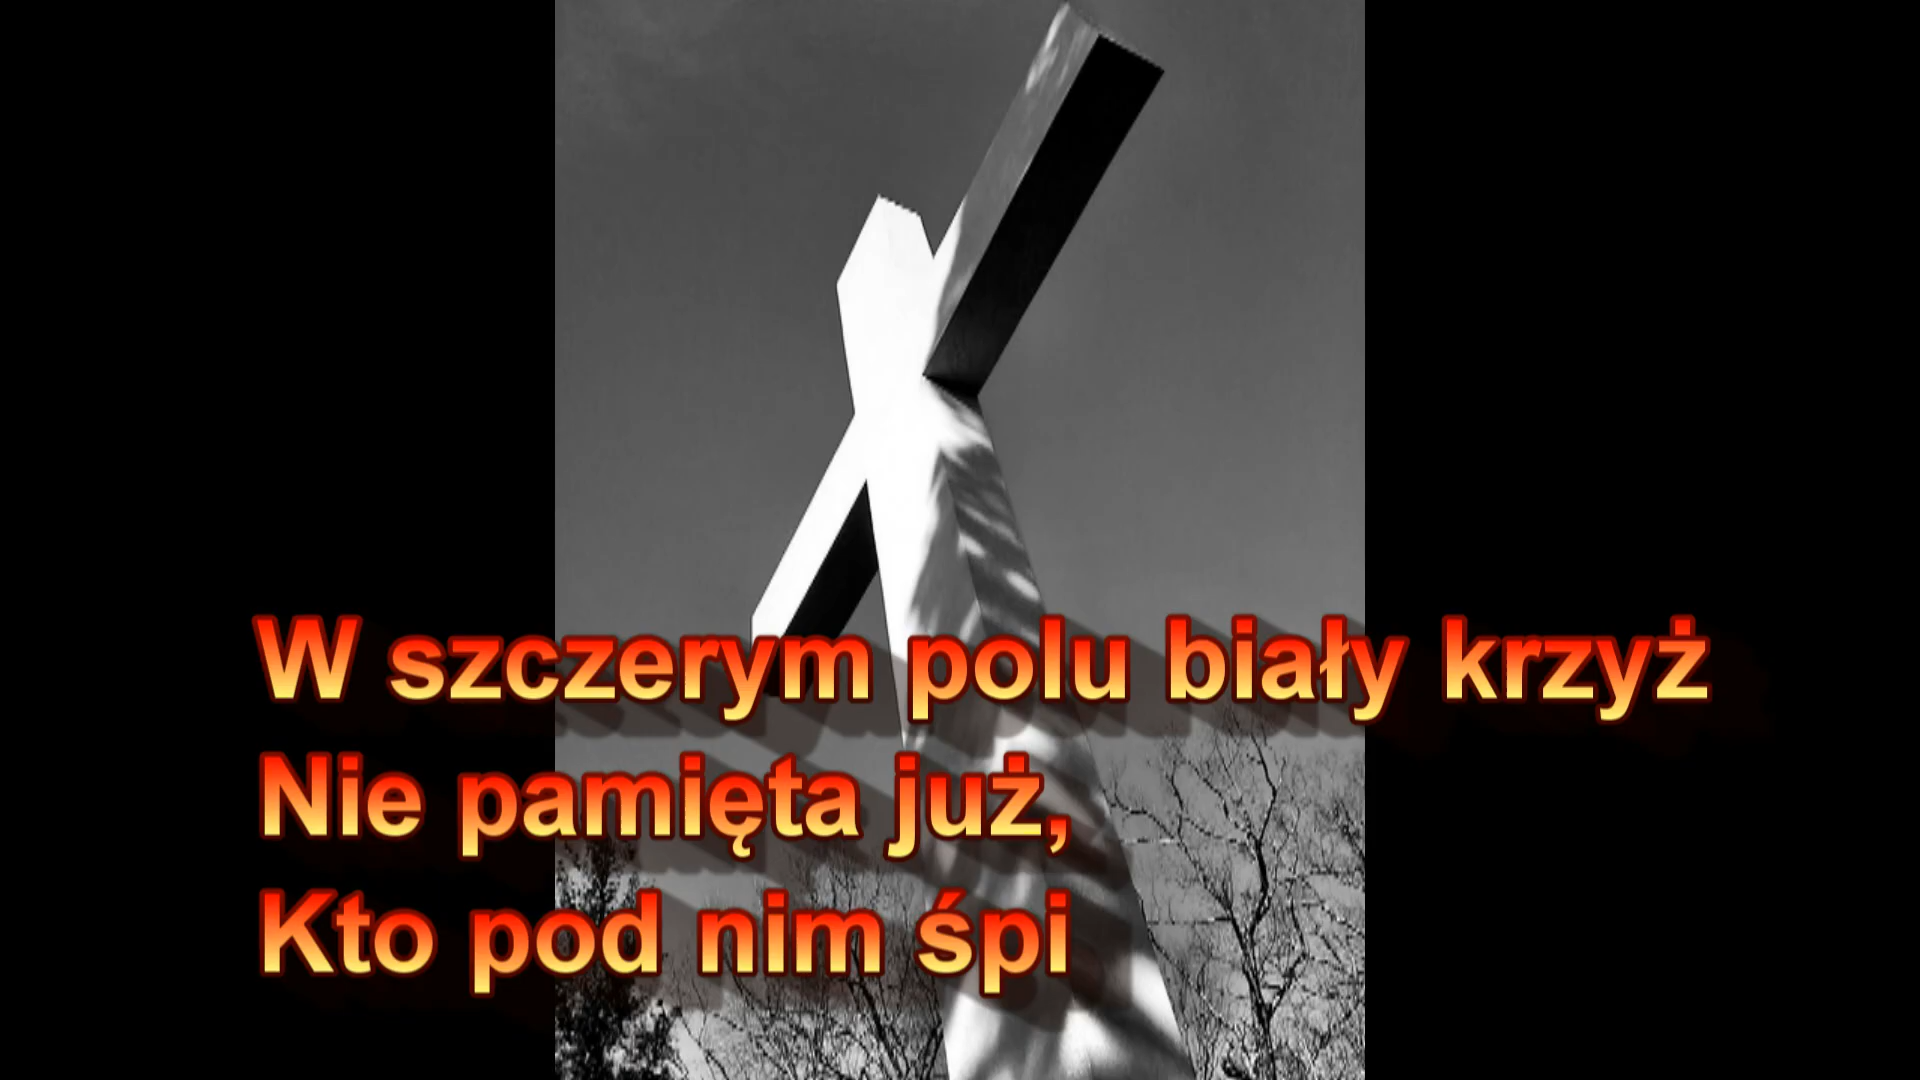 W szczerym polu biały krzyż
Nie pamięta już,
Kto pod nim śpi